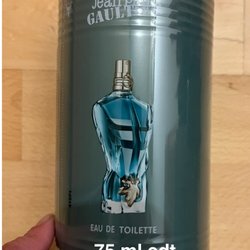 Jean Paul
GAULTIER
EAU DE TOILETTE
75 ml edt